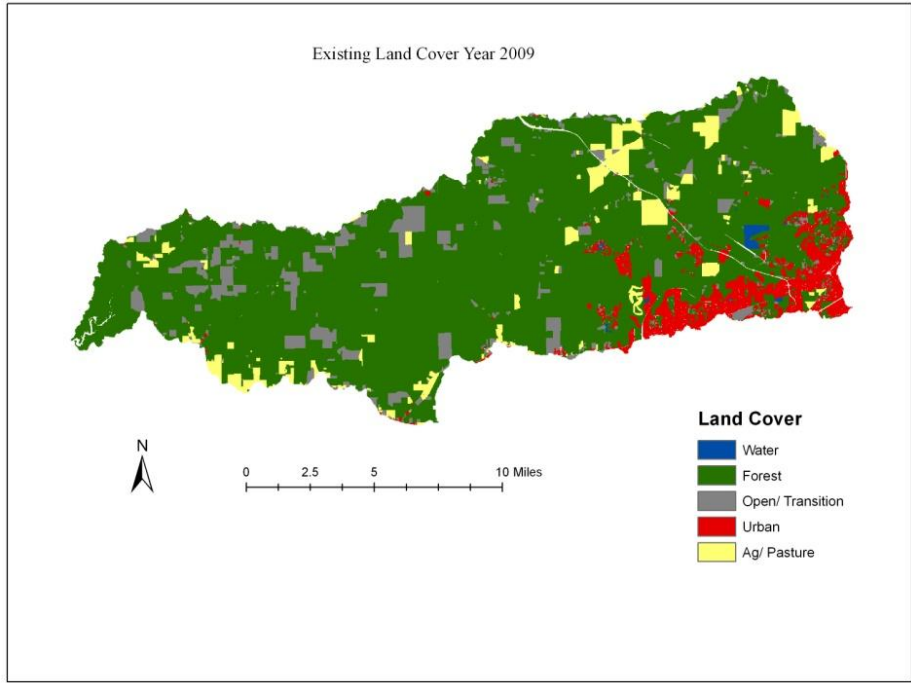 Existing Land Cover Year 2009
N
0 2.5 5 10 Miles
Land Cover
Water
Forest
Open/ Transition
Urban
Ag/ Pasture